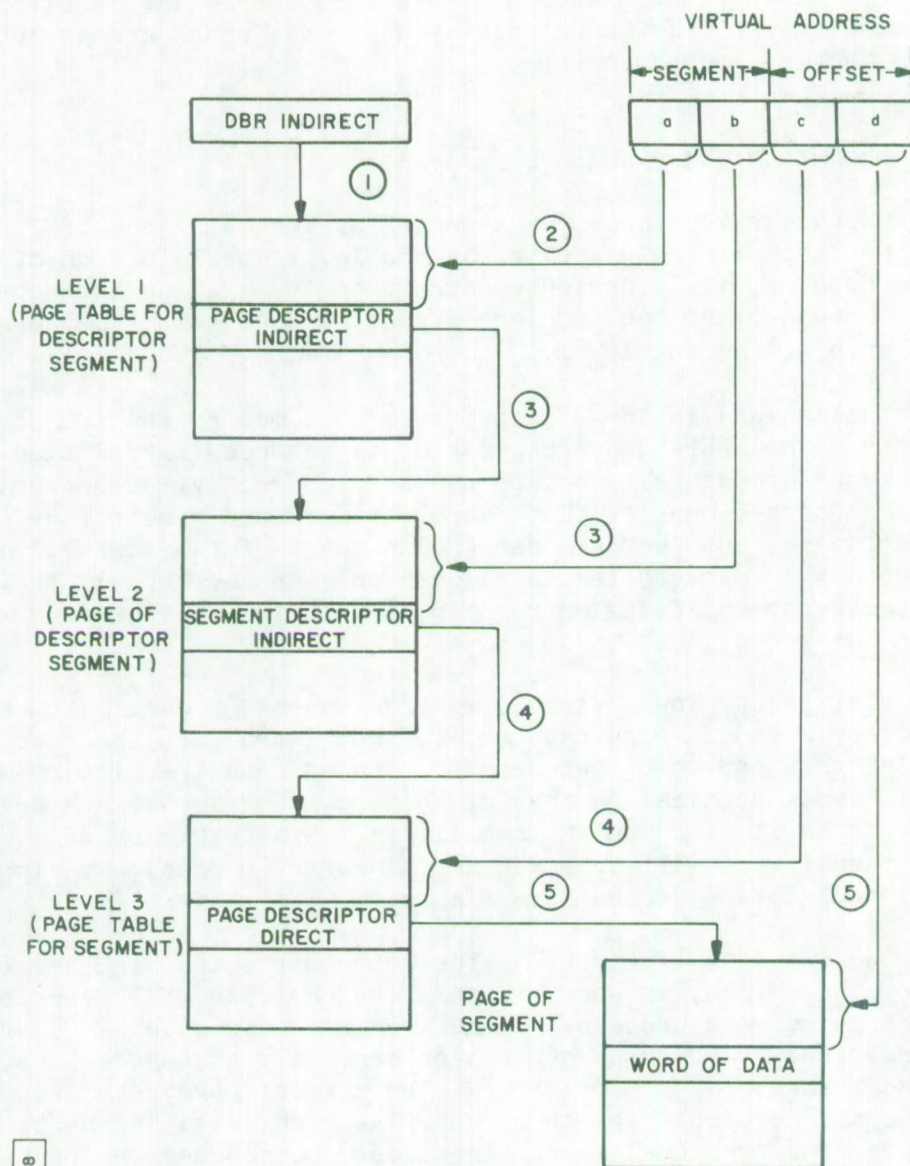 VIRTUAL ADDRESS
SEGMENT OFFSET
a b c d
DBR INDIRECT
1
2
LEVEL 1
(PAGE TABLE FOR
DESCRIPTOR
SEGMENT)
PAGE DESCRIPTOR
INDIRECT
3
3
LEVEL 2
( PAGE OF
DESCRIPTOR
SEGMENT)
SEGMENT DESCRIPTOR
INDIRECT
4
4
LEVEL 3
(PAGE TABLE
FOR SEGMENT)
PAGE DESCRIPTOR
DIRECT
5
5
PAGE OF
SEGMENT
WORD OF DATA
8